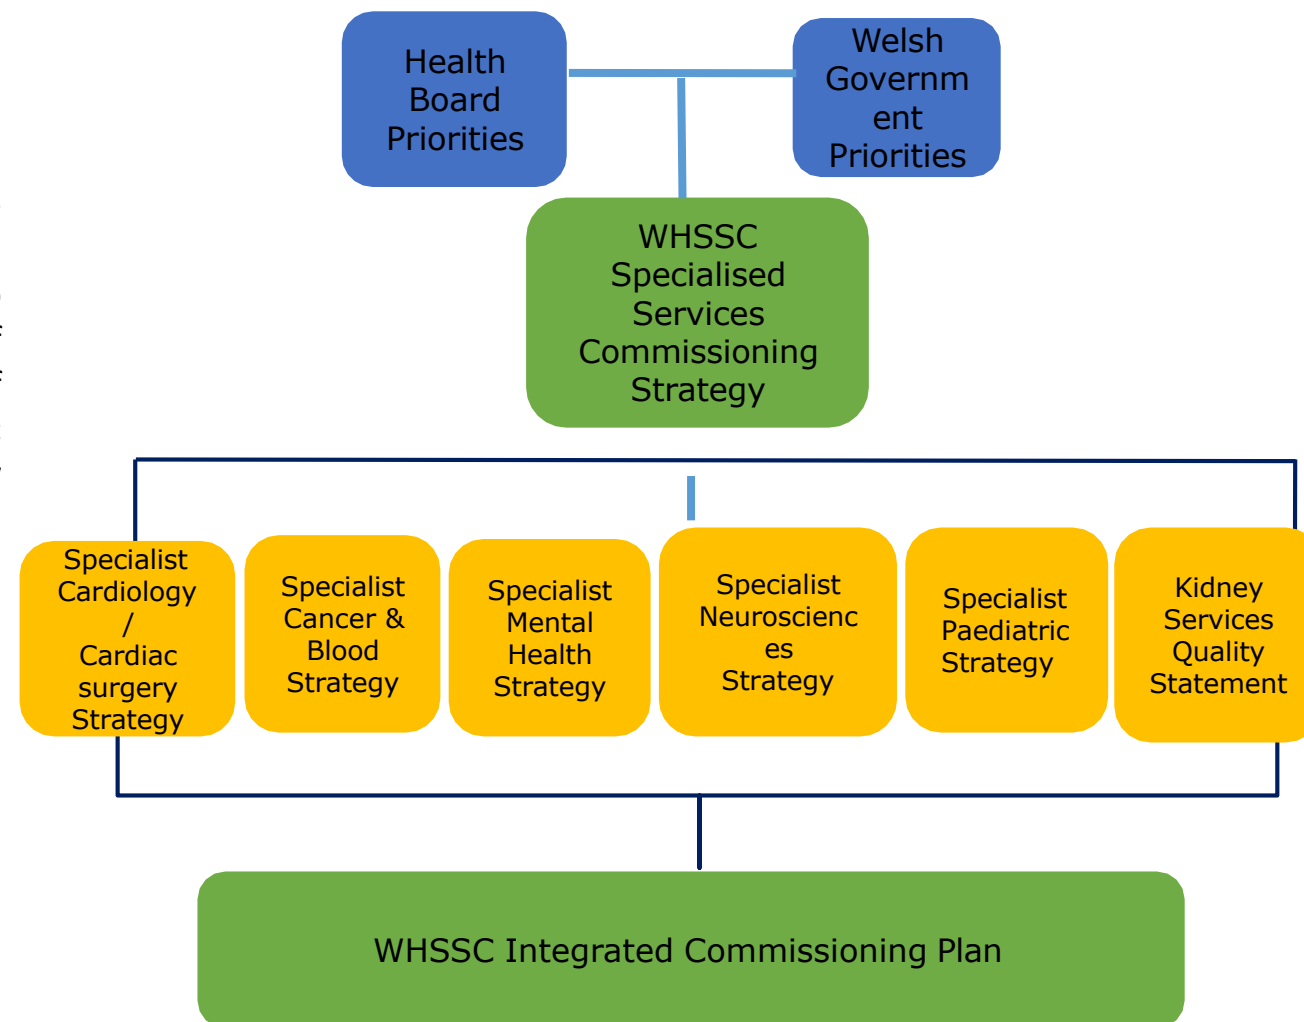 Health
Board
Priorities
Welsh
Governm
ent
Priorities
WHSSC
Specialised
Services
Commissioning
Strategy
Specialist
Cardiology
/
Cardiac
surgery
Strategy
Specialist
Cancer &
Blood
Strategy
Specialist
Mental
Health
Strategy
Specialist
Neuroscienc
es
Strategy
Specialist
Paediatric
Strategy
Kidney
Services
Quality
Statement
WHSSC Integrated Commissioning Plan